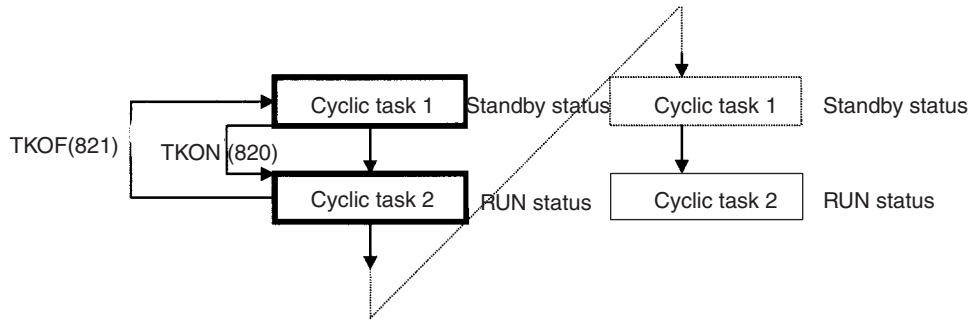 Cyclic task 1
Standby status
Cyclic task 1
Standby status
TKOF(821)
TKON (820)
Cyclic task 2
RUN status
Cyclic task 2
RUN status